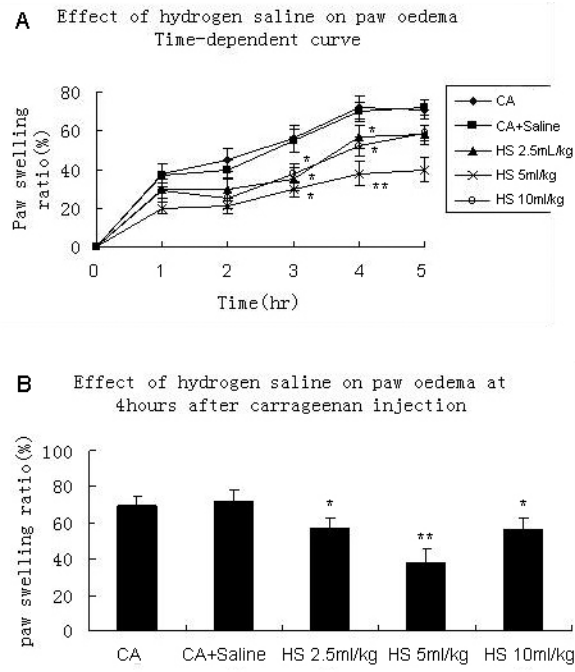 A
Effect of hydrogen saline on paw oedema
Time-dependent curve
Paw swelling
ratio(%)
80
60
40
20
0
0 1 2 3 4 5
Time(hr)
* * *
* * **
CA
CA+Saline
HS 2.5mL/kg
HS 5ml/kg
HS 10ml/kg
B
Effect of hydrogen saline on paw oedema at
4hours after carrageenan injection
paw swelling ratio(%)
100
80
60
40
20
0
* ** *
CA CA+Saline HS 2.5ml/kg HS 5ml/kg HS 10ml/kg